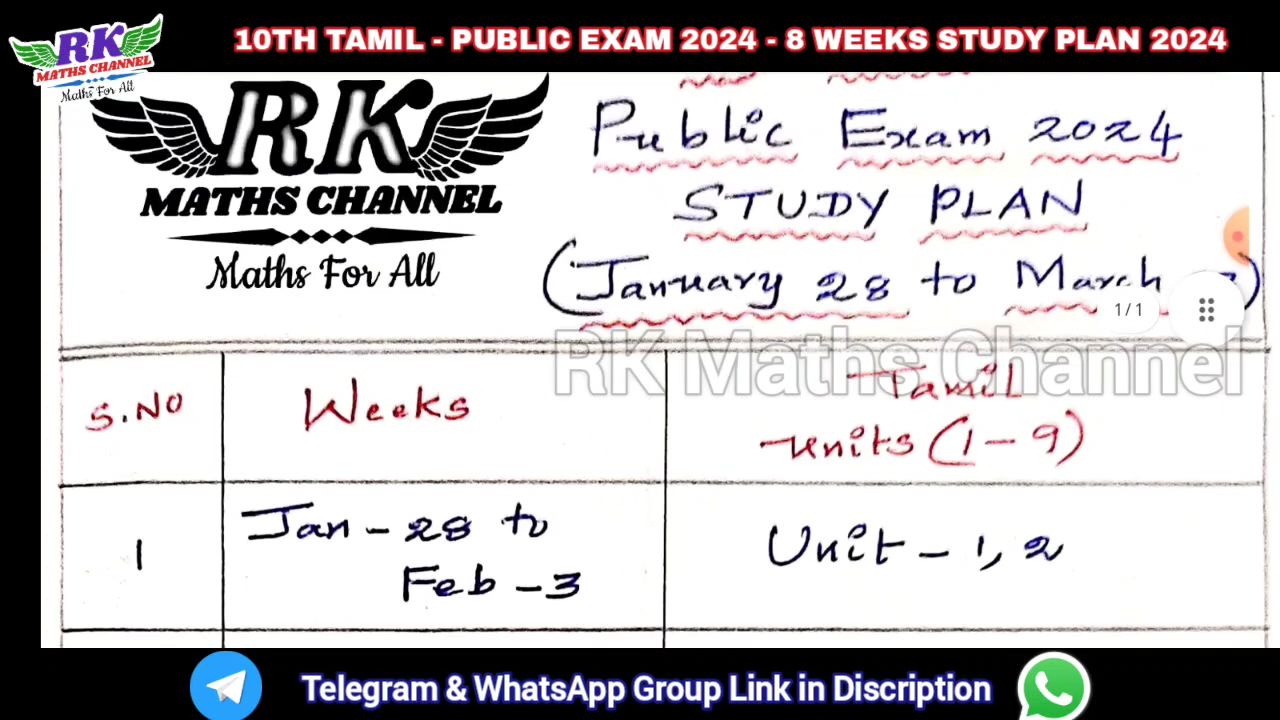 RK
MATHS CHANNEL
Maths For All
10TH TAMIL - PUBLIC EXAM 2024 - 8 WEEKS STUDY PLAN 2024
RK
MATHS CHANNEL
Maths For All
Public Exam 2024
STUDY PLAN
(January 28 to March
1/1
RK Maths Channel
S.NO Weeks Tamil
units (1-9)
1 Jan - 28 to
Feb - 3
Unit - 1, 2
Telegram & WhatsApp Group Link in Discription